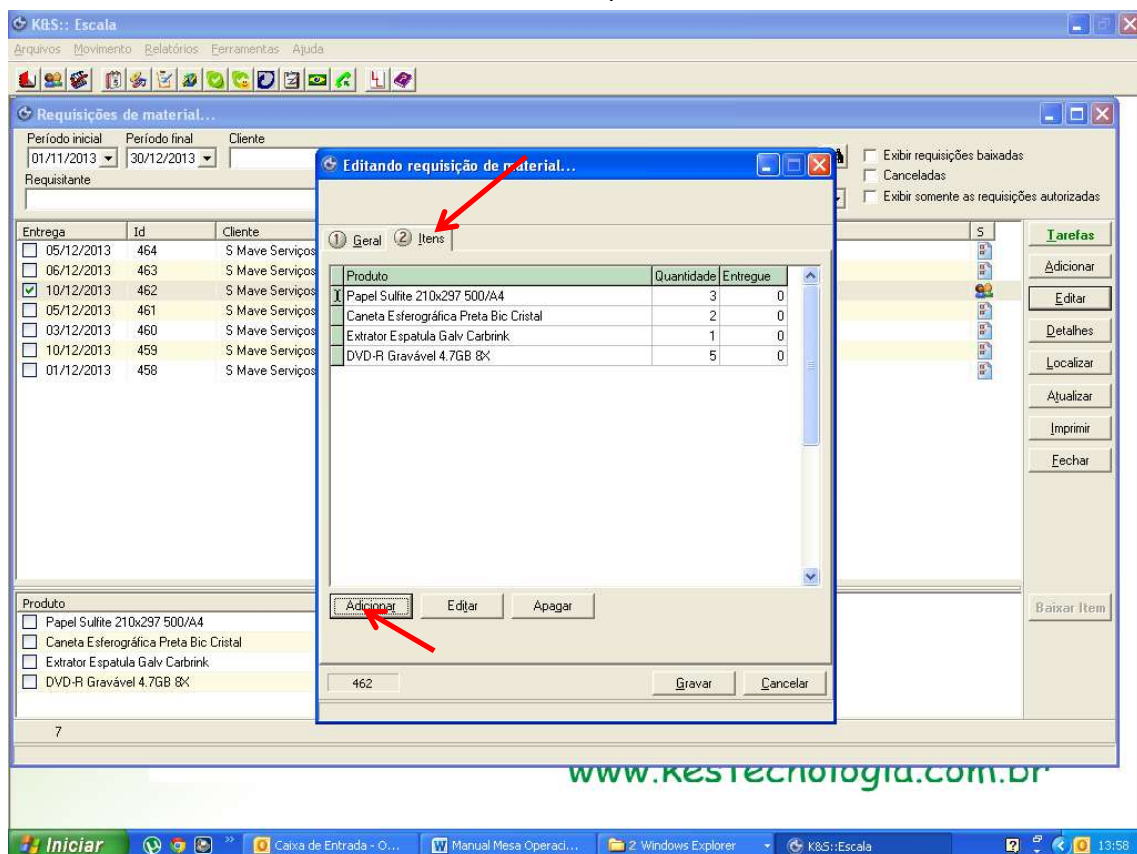 K&S:: Escala
Arquivos Movimento Relatórios Ferramentas Ajuda
Requisições de material...
Período inicial Período final Cliente
01/11/2013 30/12/2013
Requisitante
Exibir requisições baixadas
Canceladas
Exibir somente as requisições autorizadas
Entrega Id Cliente S
05/12/2013 464 S Mave Serviços
06/12/2013 463 S Mave Serviços
10/12/2013 462 S Mave Serviços
05/12/2013 461 S Mave Serviços
03/12/2013 460 S Mave Serviços
10/12/2013 459 S Mave Serviços
01/12/2013 458 S Mave Serviços
Tarefas
Adicionar
Editar
Detalhes
Localizar
Atualizar
Imprimir
Fechar
Baixar Item
Editando requisição de material...
1 Geral 2 Itens
Produto Quantidade Entregue
Papel Sulfite 210x297 500/A4 3 0
Caneta Esferográfica Preta Bic Cristal 2 0
Extrator Espatula Galv Carbrink 1 0
DVD-R Gravável 4.7GB 8X 5 0
Adicionar Editar Apagar
462 Gravar Cancelar
Produto
Papel Sulfite 210x297 500/A4
Caneta Esferográfica Preta Bic Cristal
Extrator Espatula Galv Carbrink
DVD-R Gravável 4.7GB 8X
7
www.kestecnologia.com.br
Iniciar Caixa de Entrada - O... Manual Mesa Operaci... 2 Windows Explorer K&S::Escala 13:58